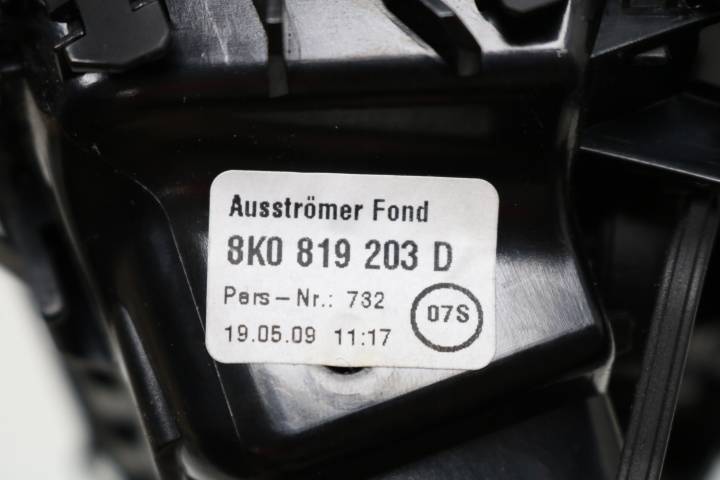 Ausströmer Fond
8K0 819 203 D
Pers-Nr.: 732
07S
19.05.09 11:17